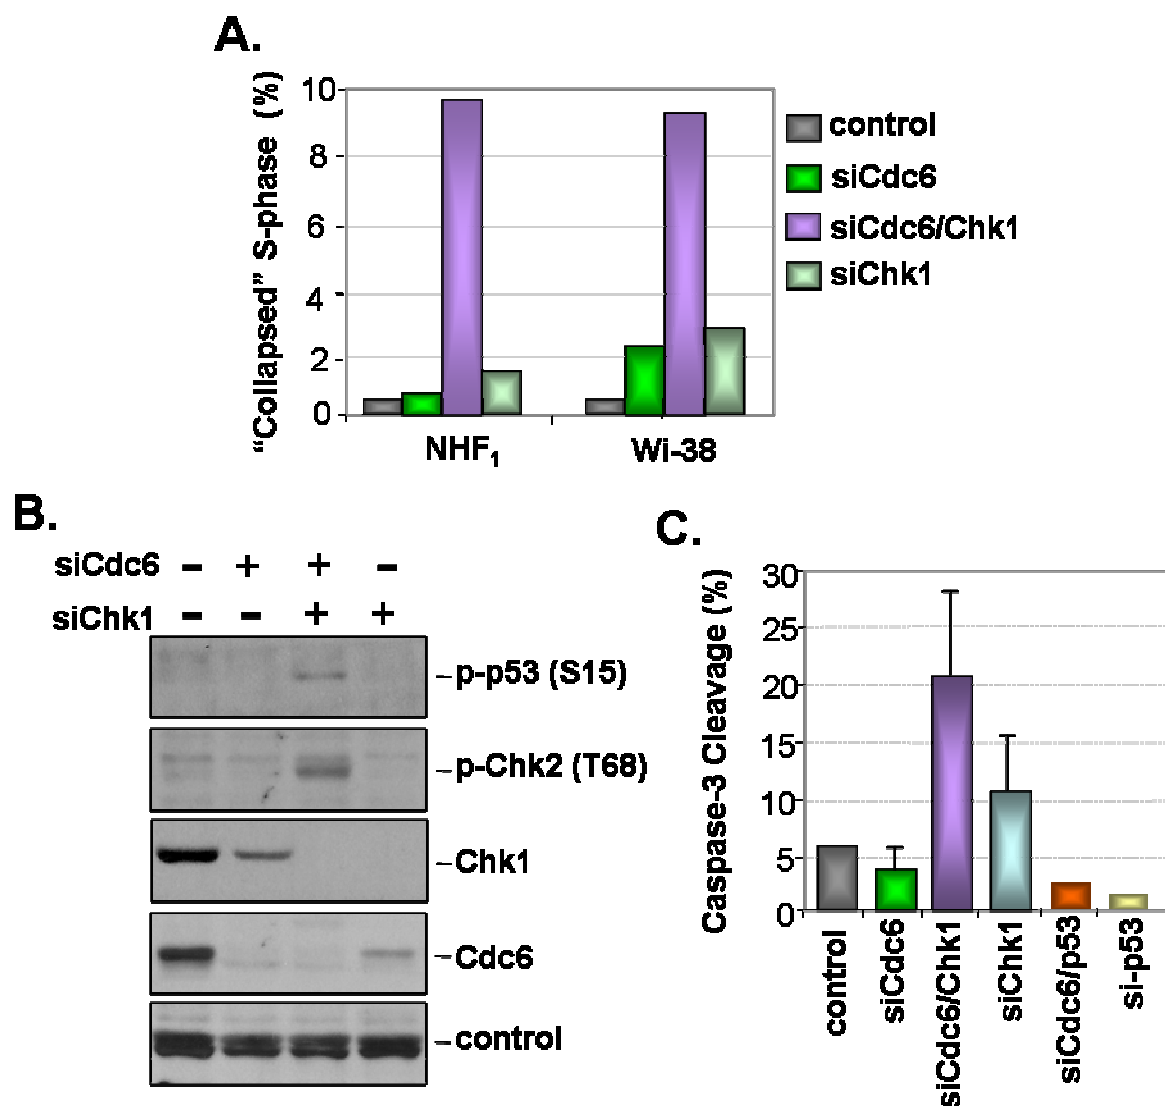 A.
“Collapsed” S-phase (%)
10
8
6
4
2
0
NHF1
Wi-38
control
siCdc6
siCdc6/Chk1
siChk1
B.
siCdc6 - + + -
siChk1 - - + +
p-p53 (S15)
p-Chk2 (T68)
Chk1
Cdc6
control
C.
Caspase-3 Cleavage (%)
30
25
20
15
10
5
0
control
siCdc6
siCdc6/Chk1
siChk1
siCdc6/p53
si-p53